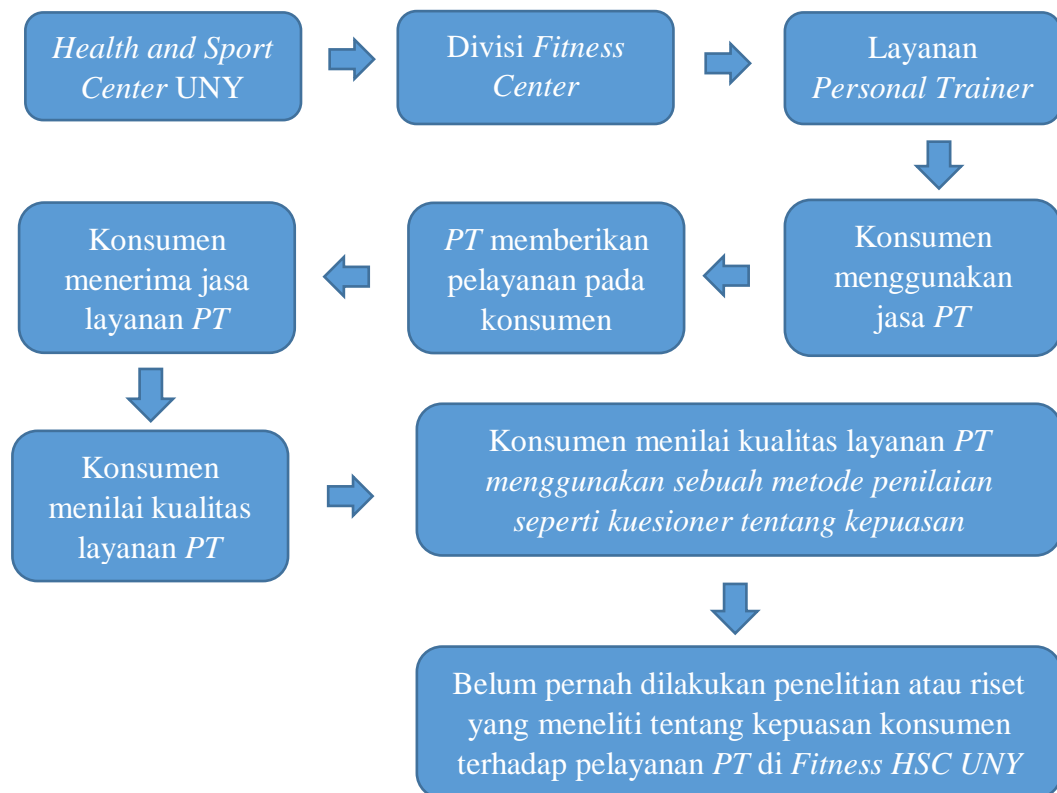 Health and Sport
Center UNY
Divisi Fitness
Center
Layanan
Personal Trainer
Konsumen
menggunakan
jasa PT
PT memberikan
pelayanan pada
konsumen
Konsumen
menerima jasa
layanan PT
Konsumen
menilai kualitas
layanan PT
Konsumen menilai kualitas layanan PT
menggunakan sebuah metode penilaian
seperti kuesioner tentang kepuasan
Belum pernah dilakukan penelitian atau riset
yang meneliti tentang kepuasan konsumen
terhadap pelayanan PT di Fitness HSC UNY